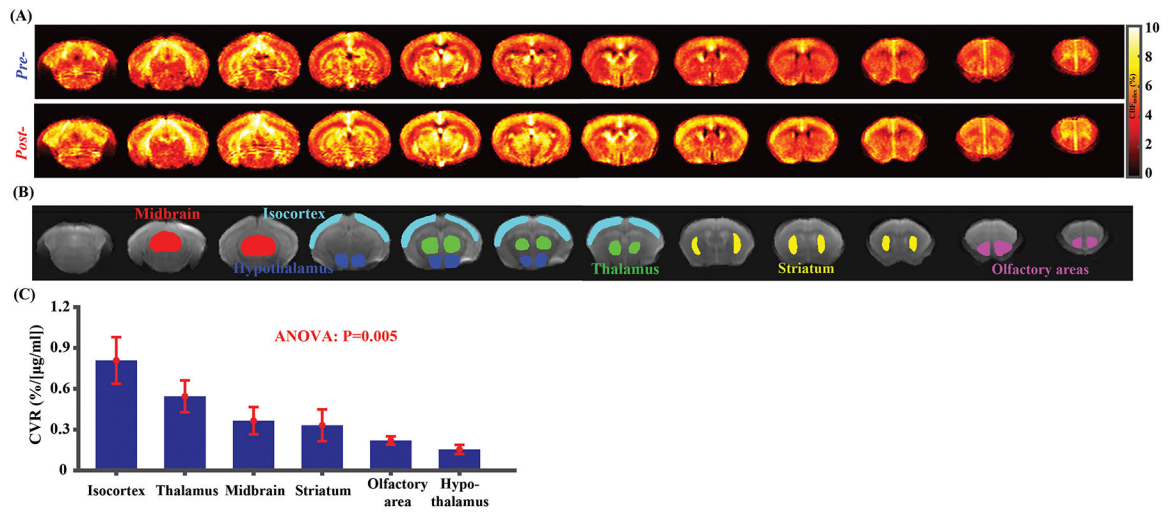 (A)
Pre-
Post-
10
8
6
4
2
0
CBFindex (%)
(B)
Midbrain
Isocortex
Hypothalamus
Thalamus
Striatum
Olfactory areas
(C)
1.2
0.9
0.6
0.3
0
CVR (%/[μg/ml])
ANOVA: P=0.005
Isocortex
Thalamus
Midbrain
Striatum
Olfactory
area
Hypo-
thalamus